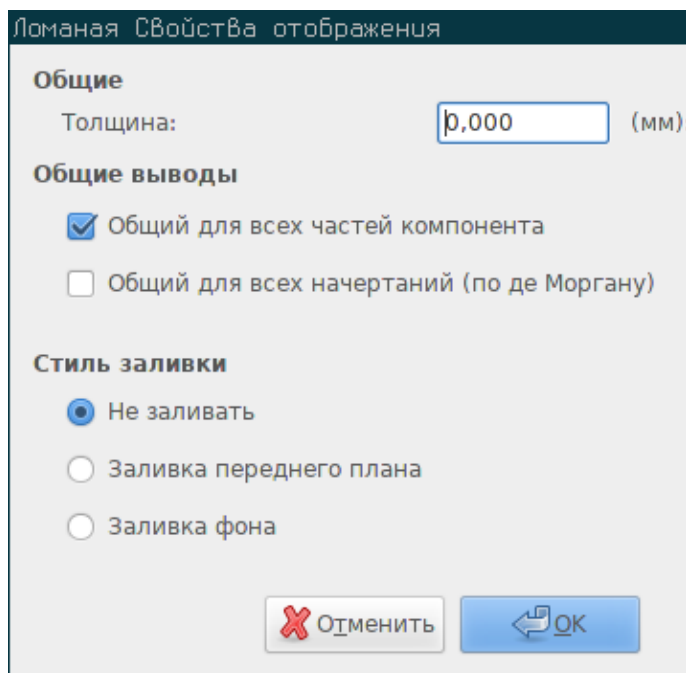 Ломаная Свойства отображения
Общие
Толщина: 0,000 (мм)
Общие выводы
Общий для всех частей компонента
Общий для всех начертаний (по де Моргану)
Стиль заливки
Не заливать
Заливка переднего плана
Заливка фона
Отменить OK